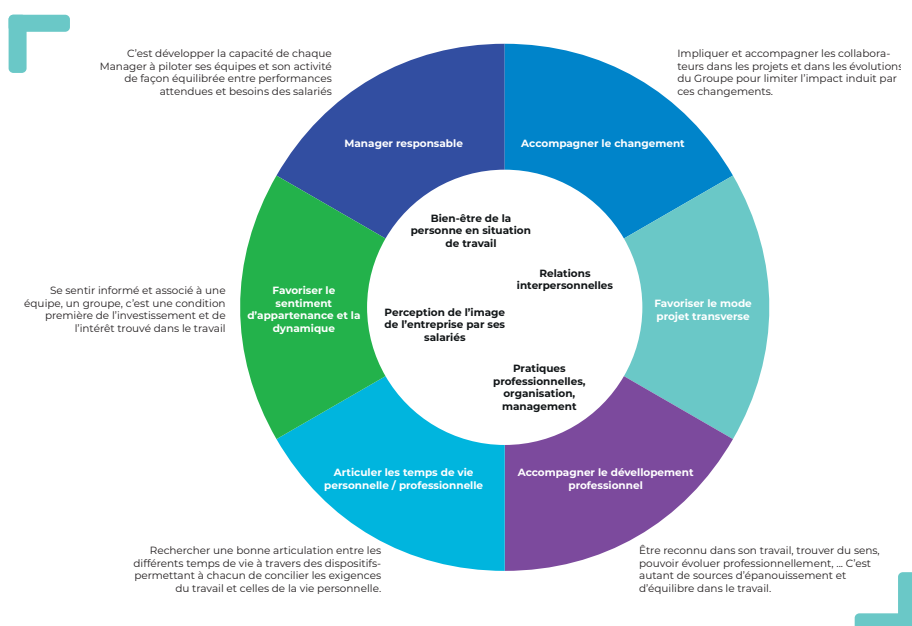 C'est développer la capacité de chaque
Manager à piloter ses équipes et son activité
de façon équilibrée entre performances
attendues et besoins des salariés
Impliquer et accompagner les collabora-
teurs dans les projets et dans les évolutions
du Groupe pour limiter l'impact induit par
ces changements.
Manager responsable
Accompagner le changement
Bien-être de la
personne en situation
de travail
Relations
interpersonnelles
Perception de l'image
de l'entreprise par ses
salariés
Pratiques
professionnelles,
organisation,
management
Se sentir informé et associé à une
équipe, un groupe, c'est une condition
première de l'investissement et de
l'intérêt trouvé dans le travail
Favoriser le
sentiment
d'appartenance et la
dynamique
Favoriser le mode
projet transverse
Articuler les temps de vie
personnelle / professionnelle
Accompagner le dévellopement
professionnel
Rechercher une bonne articulation entre les
différents temps de vie à travers des dispositifs-
permettant à chacun de concilier les exigences
du travail et celles de la vie personnelle.
Être reconnu dans son travail, trouver du sens,
pouvoir évoluer professionnellement, ... C'est
autant de sources d'épanouissement et
d'équilibre dans le travail.